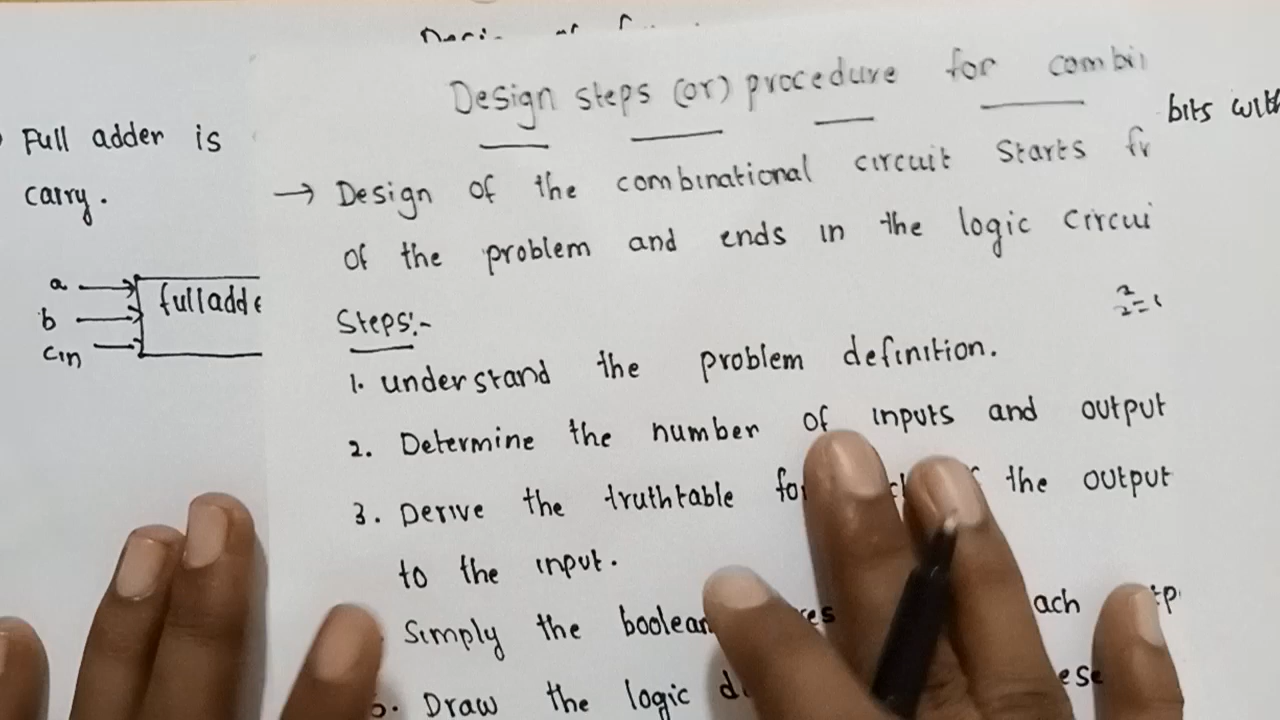 Design steps (or) procedure for combi
bits with
Full adder is
carry.
→ Design of the combinational circuit starts fr
of the problem and ends in the logic circui
a
b
Cin
fulladde
Steps:-
1. understand the problem definition.
2. Determine the number of inputs and output
3. Derive the truthtable the output
to the input.
Simply the boolean
Draw the logic